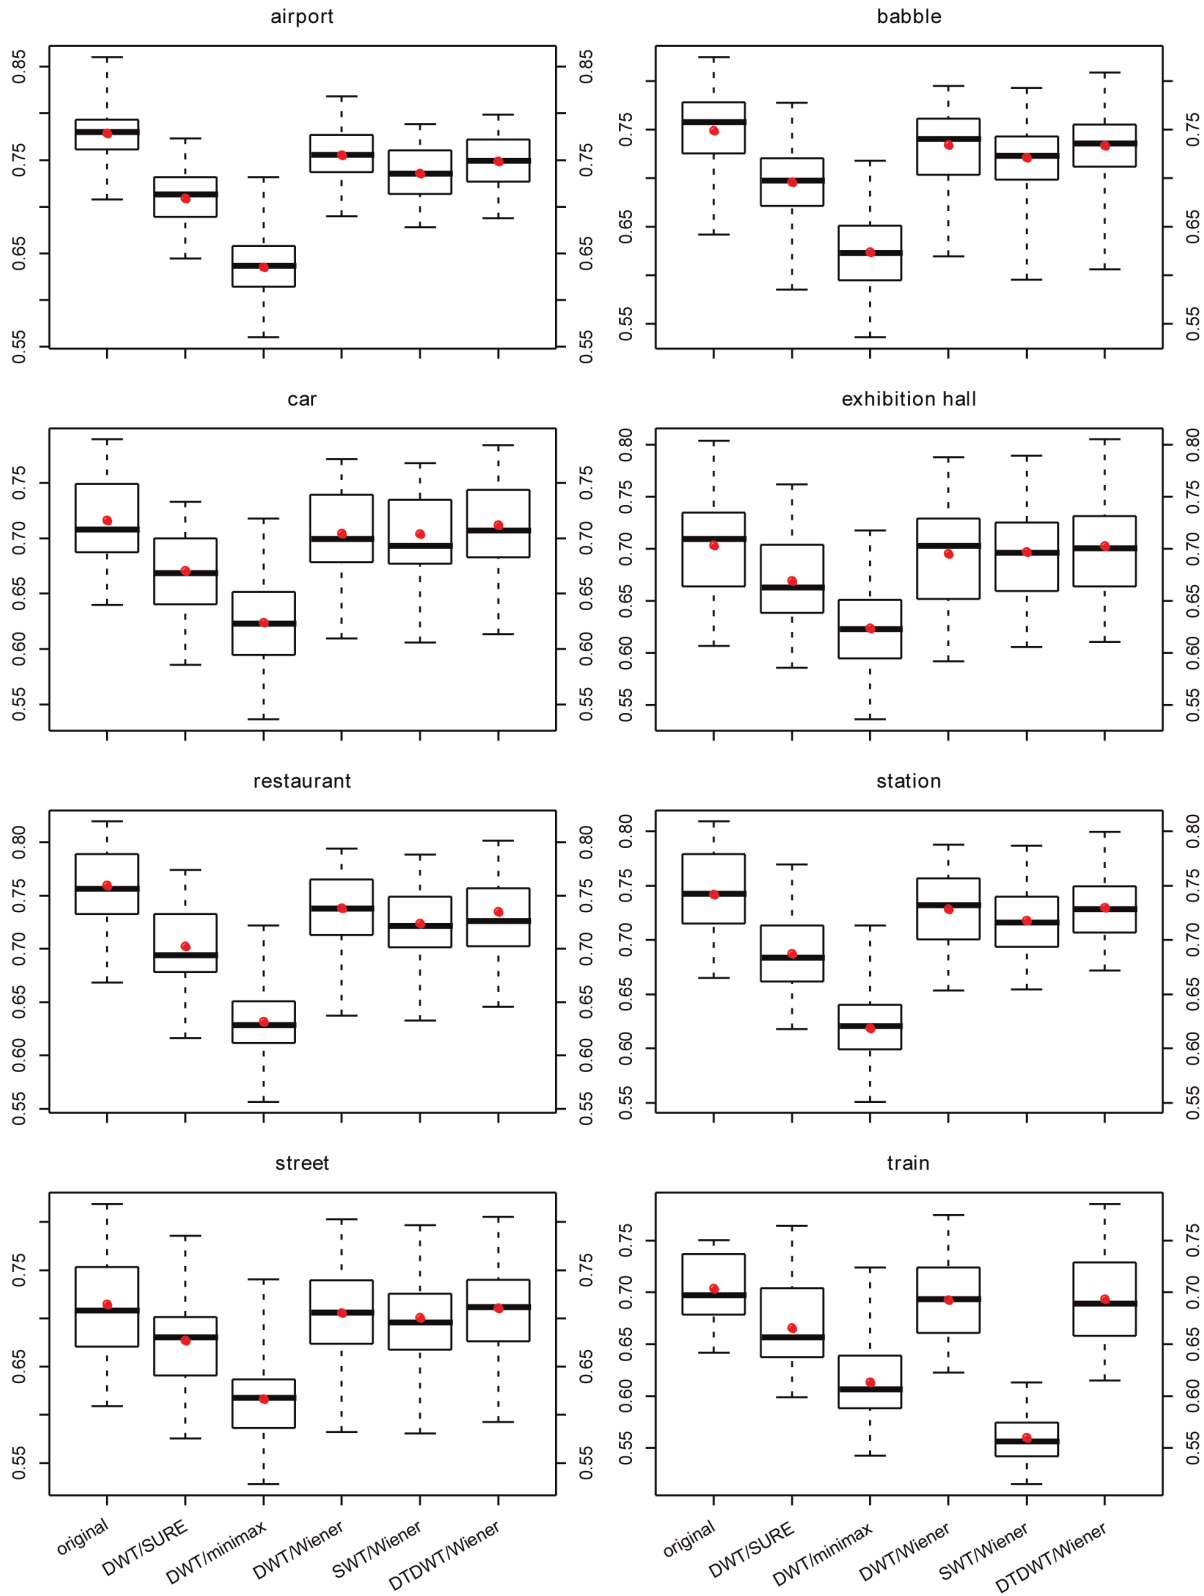 airport
babble
0.55 0.65 0.75 0.85
0.55 0.65 0.75 0.85
0.55 0.65 0.75
0.55 0.65 0.75
car
exhibition hall
0.55 0.60 0.65 0.70 0.75
0.55 0.60 0.65 0.70 0.75
0.55 0.60 0.65 0.70 0.75 0.80
0.55 0.60 0.65 0.70 0.75 0.80
restaurant
station
0.55 0.60 0.65 0.70 0.75 0.80
0.55 0.60 0.65 0.70 0.75 0.80
0.55 0.60 0.65 0.70 0.75 0.80
0.55 0.60 0.65 0.70 0.75 0.80
street
train
0.55 0.65 0.75
0.55 0.65 0.75
0.55 0.60 0.65 0.70 0.75
0.55 0.60 0.65 0.70 0.75
original
DWT/SURE
DWT/minimax
DWT/Wiener
SWT/Wiener
DTDWT/Wiener
original
DWT/SURE
DWT/minimax
DWT/Wiener
SWT/Wiener
DTDWT/Wiener